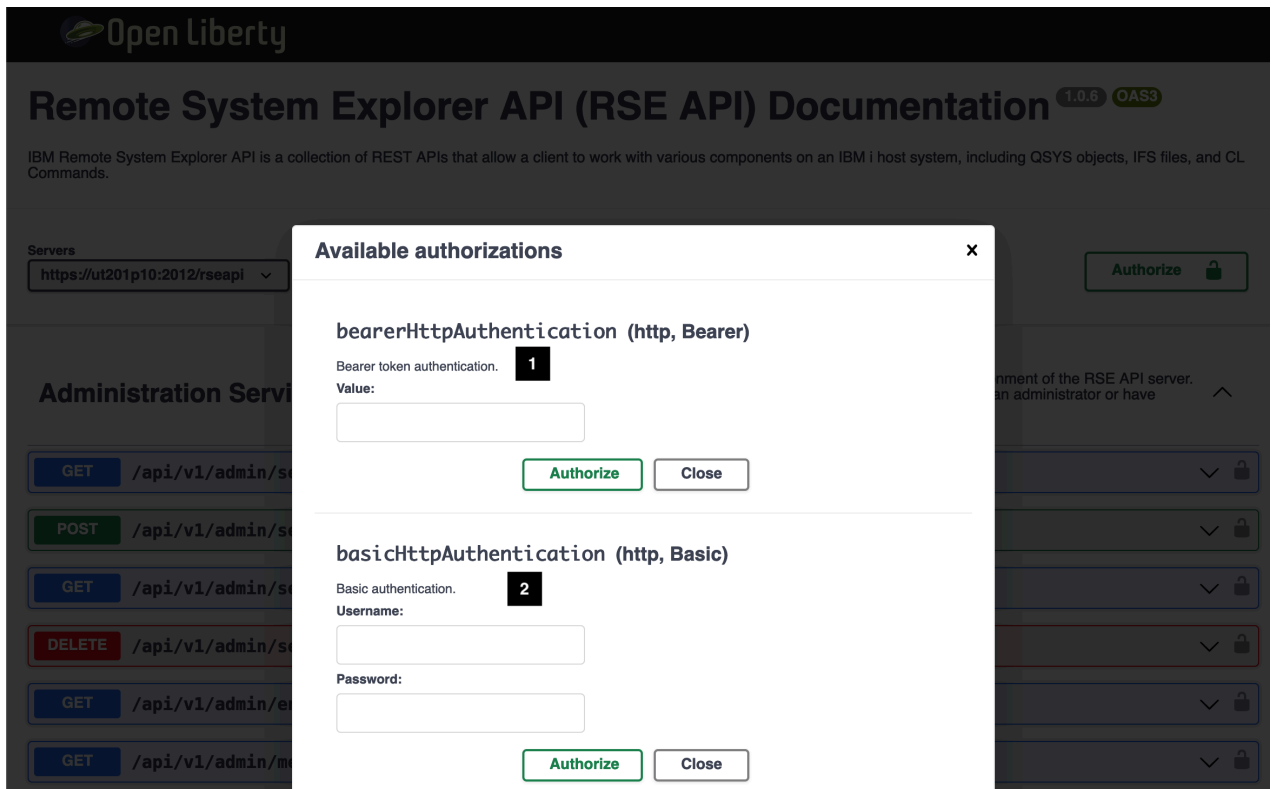 Open Liberty
Remote System Explorer API (RSE API) Documentation 1.0.6 OAS3
IBM Remote System Explorer API is a collection of REST APIs that allow a client to work with various components on an IBM i host system, including QSYS objects, IFS files, and CL
Commands.
Servers
https://ut201p10:2012/rseapi
Authorize
Available authorizations
bearerHttpAuthentication (http, Bearer)
Bearer token authentication. 1
Value:
Authorize Close
basicHttpAuthentication (http, Basic)
Basic authentication. 2
Username:
Password:
Authorize Close
Administration
of the RSE API server.
an administrator or have
GET /api/v1/admin/
POST /api/v1/admin/
GET /api/v1/admin/
DELETE /api/v1/admin/
GET /api/v1/admin/
GET /api/v1/admin/